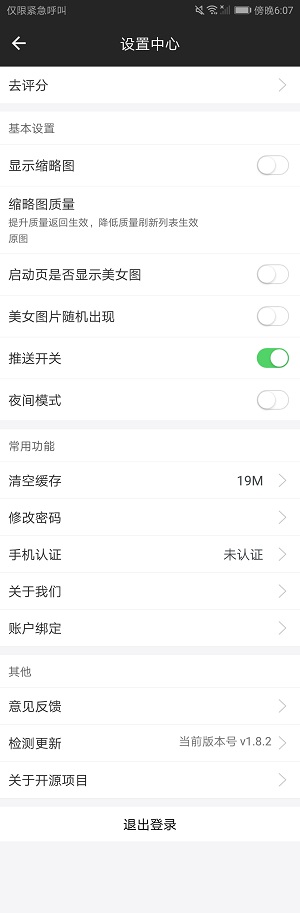 仅限紧急呼叫
傍晚6:07
设置中心
去评分
基本设置
显示缩略图
缩略图质量
提升质量返回生效，降低质量刷新列表生效
原图
启动页是否显示美女图
美女图片随机出现
推送开关
夜间模式
常用功能
清空缓存 19M
修改密码
手机认证 未认证
关于我们
账户绑定
其他
意见反馈
检测更新 当前版本号 v1.8.2
关于开源项目
退出登录